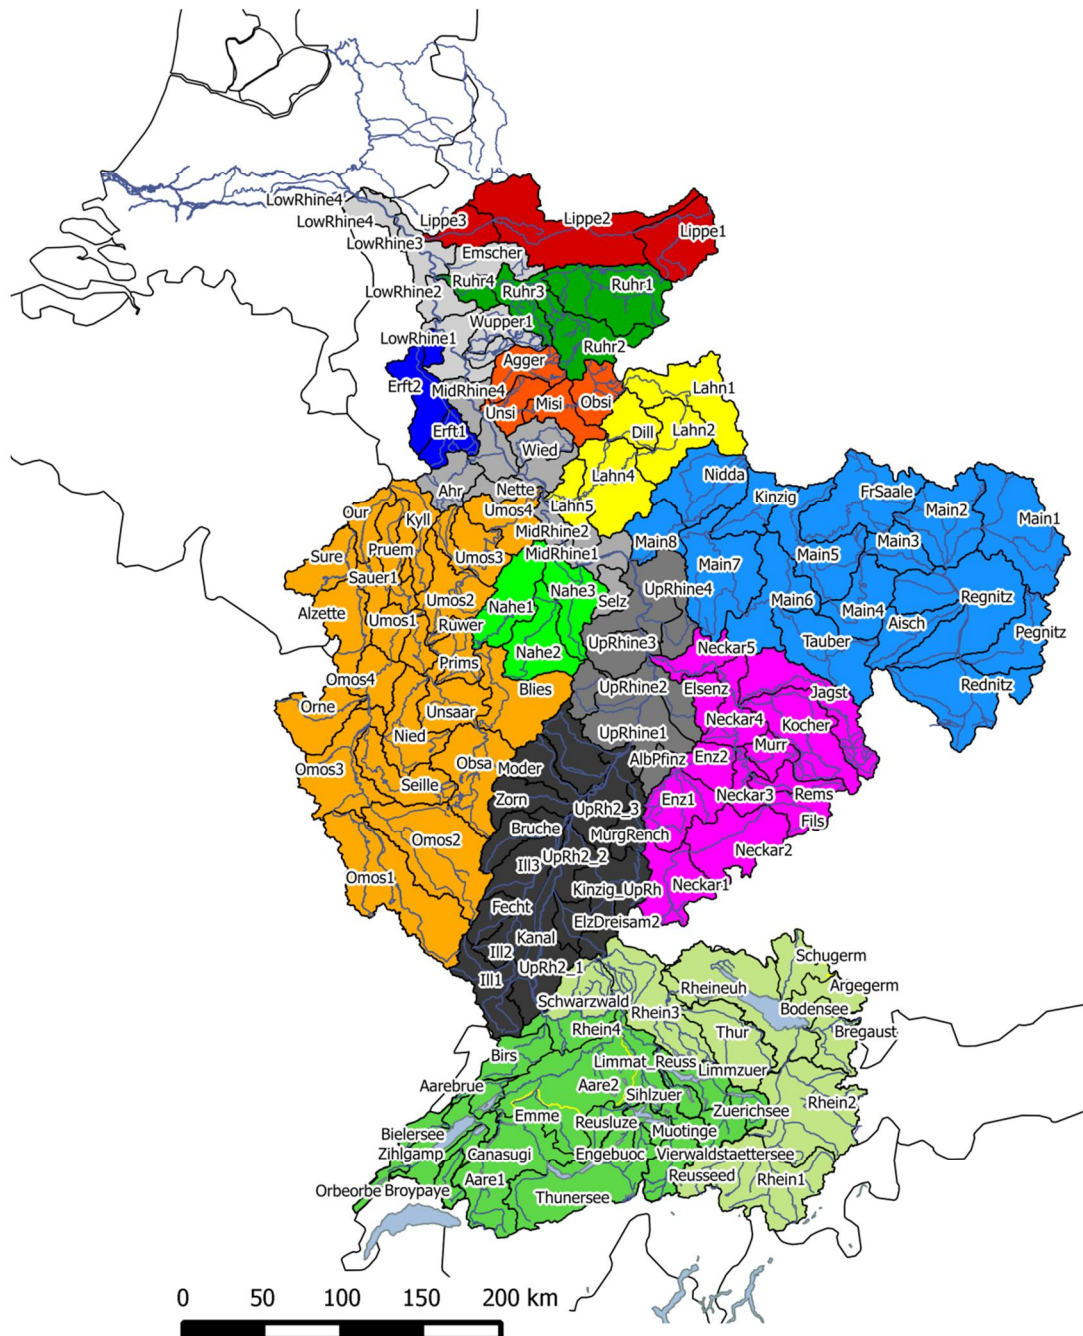 LowRhine4
LowRhine4
Lippe3
Lippe2
Lippe1
LowRhine3
Emscher
Ruhr4
Ruhr3
Ruhr1
LowRhine2
Wupper1
LowRhine1
Ruhr2
Agger
Erft2
MidRhine4
Unsi
Misi
Obsi
Lahn1
Erft1
Dill
Lahn2
Wied
Lahn4
Nidda
Ahr
Nette
Lahn5
Kinzig
FrSaale
Main2
Main1
Our
Kyll
Umos4
MidRhine2
Main8
Main3
Sure
Pruem
Umos3
MidRhine1
Main7
Main5
Sauer1
Nahe3
UpRhine4
Alzette
Umos1
Umos2
Nahe1
Selz
Main6
Main4
Regnitz
Ruwer
Aisch
Pegnitz
Prims
Nahe2
UpRhine3
Neckar5
Tauber
Omos4
Blies
UpRhine2
Elsenz
Jagst
Rednitz
Orne
Unsaar
Neckar4
Kocher
Nied
UpRhine1
Murr
Omos3
Obsa
Moder
AlbPfinz
Enz2
Seille
Zorn
UpRh2_3
Enz1
Neckar3
Rems
Omos2
Bruche
MurgRench
Fils
Ill3
UpRh2_2
Neckar2
Omos1
Kinzig_UpRh
Neckar1
Fecht
ElzDreisam2
Ill2
Kanal
Ill1
UpRh2_1
Schugerm
Schwarzwald
Rheineuh
Argegerm
Rhein3
Bodensee
Rhein4
Thur
Bregaust
Birs
Limmat_Reuss
Limmzuer
Aarebrue
Aare2
Sihlzuer
Rhein2
Emme
Reusluze
Zuerichsee
Bielersee
Muotinge
Zihlgamp
Canasugi
Engebuoc
Vierwaldstaettersee
Orbeorbe
Broypaye
Aare1
Thunersee
Reusseed
Rhein1
0 50 100 150 200 km